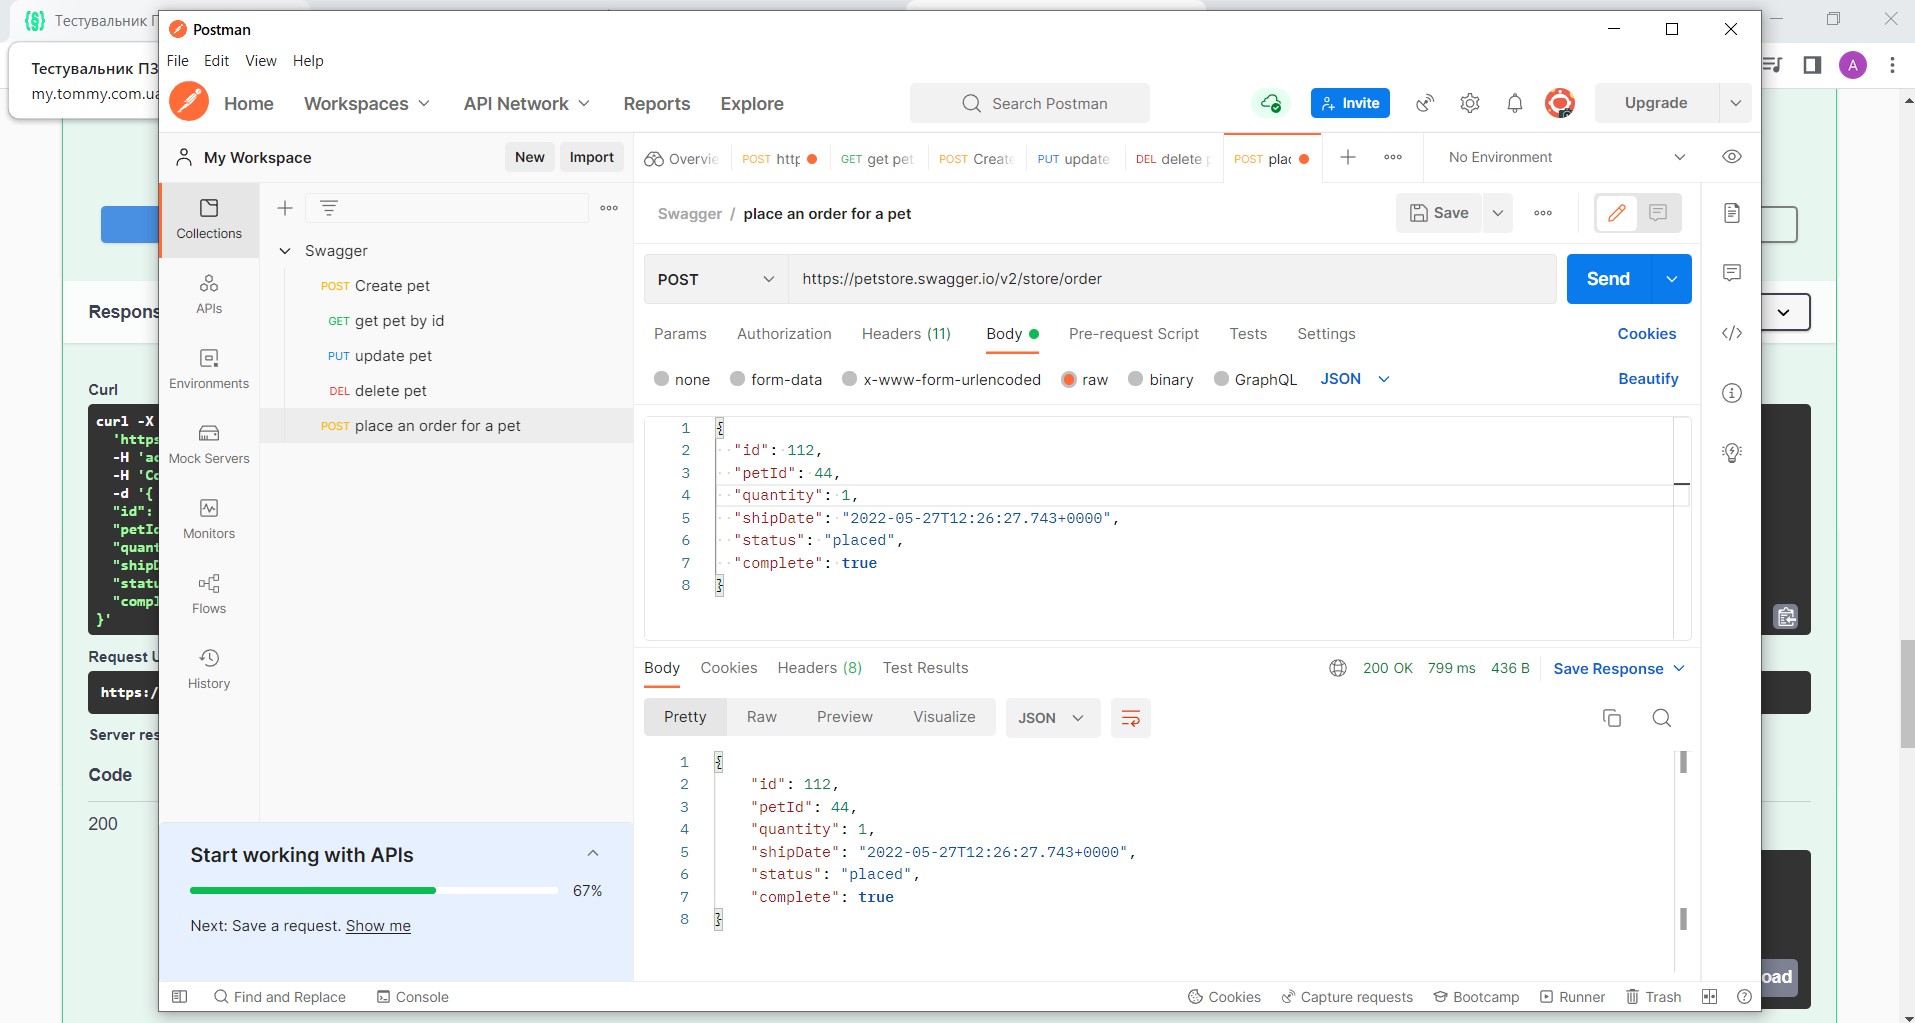 Тестувальник П
Тестувальник ПЗ
my.tommy.com.ua
Postman
File Edit View Help
Home Workspaces API Network Reports Explore
Search Postman
Invite
Upgrade
A
My Workspace
New Import
Overvie
POST http
GET get pet
POST Create
PUT update
DEL delete p
POST plac
No Environment
Collections
APIs
Environments
Mock Servers
Monitors
Flows
History
Swagger
POST Create pet
GET get pet by id
PUT update pet
DEL delete pet
POST place an order for a pet
Swagger / place an order for a pet
Save
POST https://petstore.swagger.io/v2/store/order
Send
Params Authorization Headers (11) Body Pre-request Script Tests Settings
Cookies
none form-data x-www-form-urlencoded raw binary GraphQL JSON
Beautify
1 {
2 "id": 112,
3 "petId": 44,
4 "quantity": 1,
5 "shipDate": "2022-05-27T12:26:27.743+0000",
6 "status": "placed",
7 "complete": true
8 }
Body Cookies Headers (8) Test Results
200 OK 799 ms 436 B
Save Response
Pretty Raw Preview Visualize JSON
1 {
2 "id": 112,
3 "petId": 44,
4 "quantity": 1,
5 "shipDate": "2022-05-27T12:26:27.743+0000",
6 "status": "placed",
7 "complete": true
8 }
Start working with APIs
67%
Next: Save a request. Show me
Find and Replace Console
Cookies Capture requests Bootcamp Runner Trash
Respons
Curl
curl -X
'https
-H 'ac
-H 'Co
-d '{
"id":
"petId
"quant
"shipD
"statu
"compl
}'
Request U
https:/
Server res
Code
200
oad